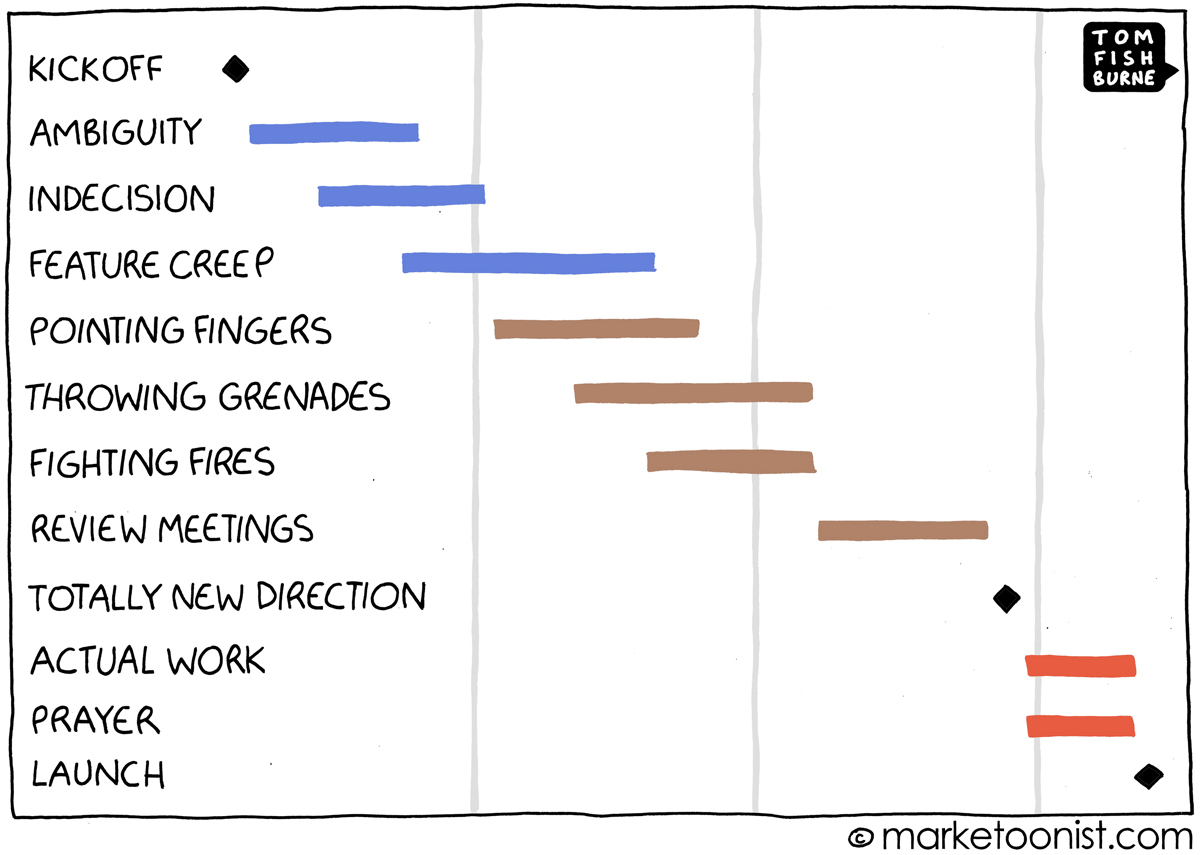 TOM
FISH
BURNE
KICKOFF
AMBIGUITY
INDECISION
FEATURE CREEP
POINTING FINGERS
THROWING GRENADES
FIGHTING FIRES
REVIEW MEETINGS
TOTALLY NEW DIRECTION
ACTUAL WORK
PRAYER
LAUNCH
© marketoonist.com